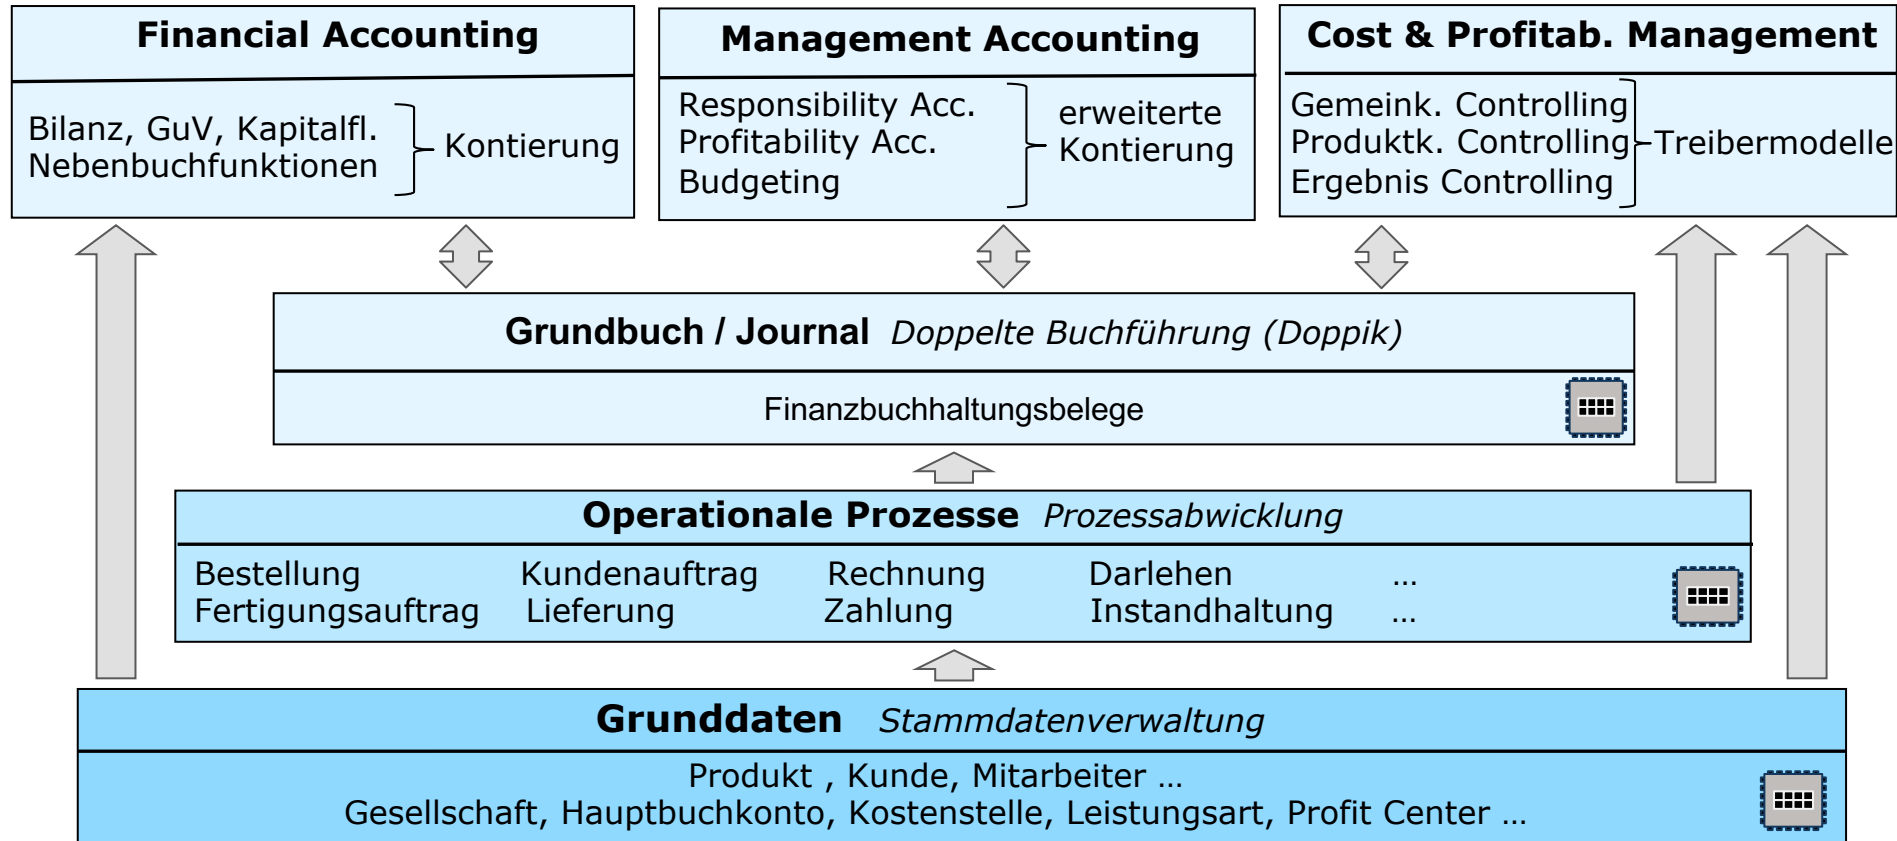 Financial Accounting
Bilanz, GuV, Kapitalfl.
Nebenbuchfunktionen
Kontierung
Management Accounting
Responsibility Acc.
Profitability Acc.
Budgeting
erweiterte
Kontierung
Cost & Profitab. Management
Gemeink. Controlling
Produktk. Controlling
Ergebnis Controlling
Treibermodelle
Grundbuch / Journal Doppelte Buchführung (Doppik)
Finanzbuchhaltungsbelege
Operationale Prozesse Prozessabwicklung
Bestellung Kundenauftrag Rechnung Darlehen ...
Fertigungsauftrag Lieferung Zahlung Instandhaltung ...
Grunddaten Stammdatenverwaltung
Produkt , Kunde, Mitarbeiter ...
Gesellschaft, Hauptbuchkonto, Kostenstelle, Leistungsart, Profit Center ...